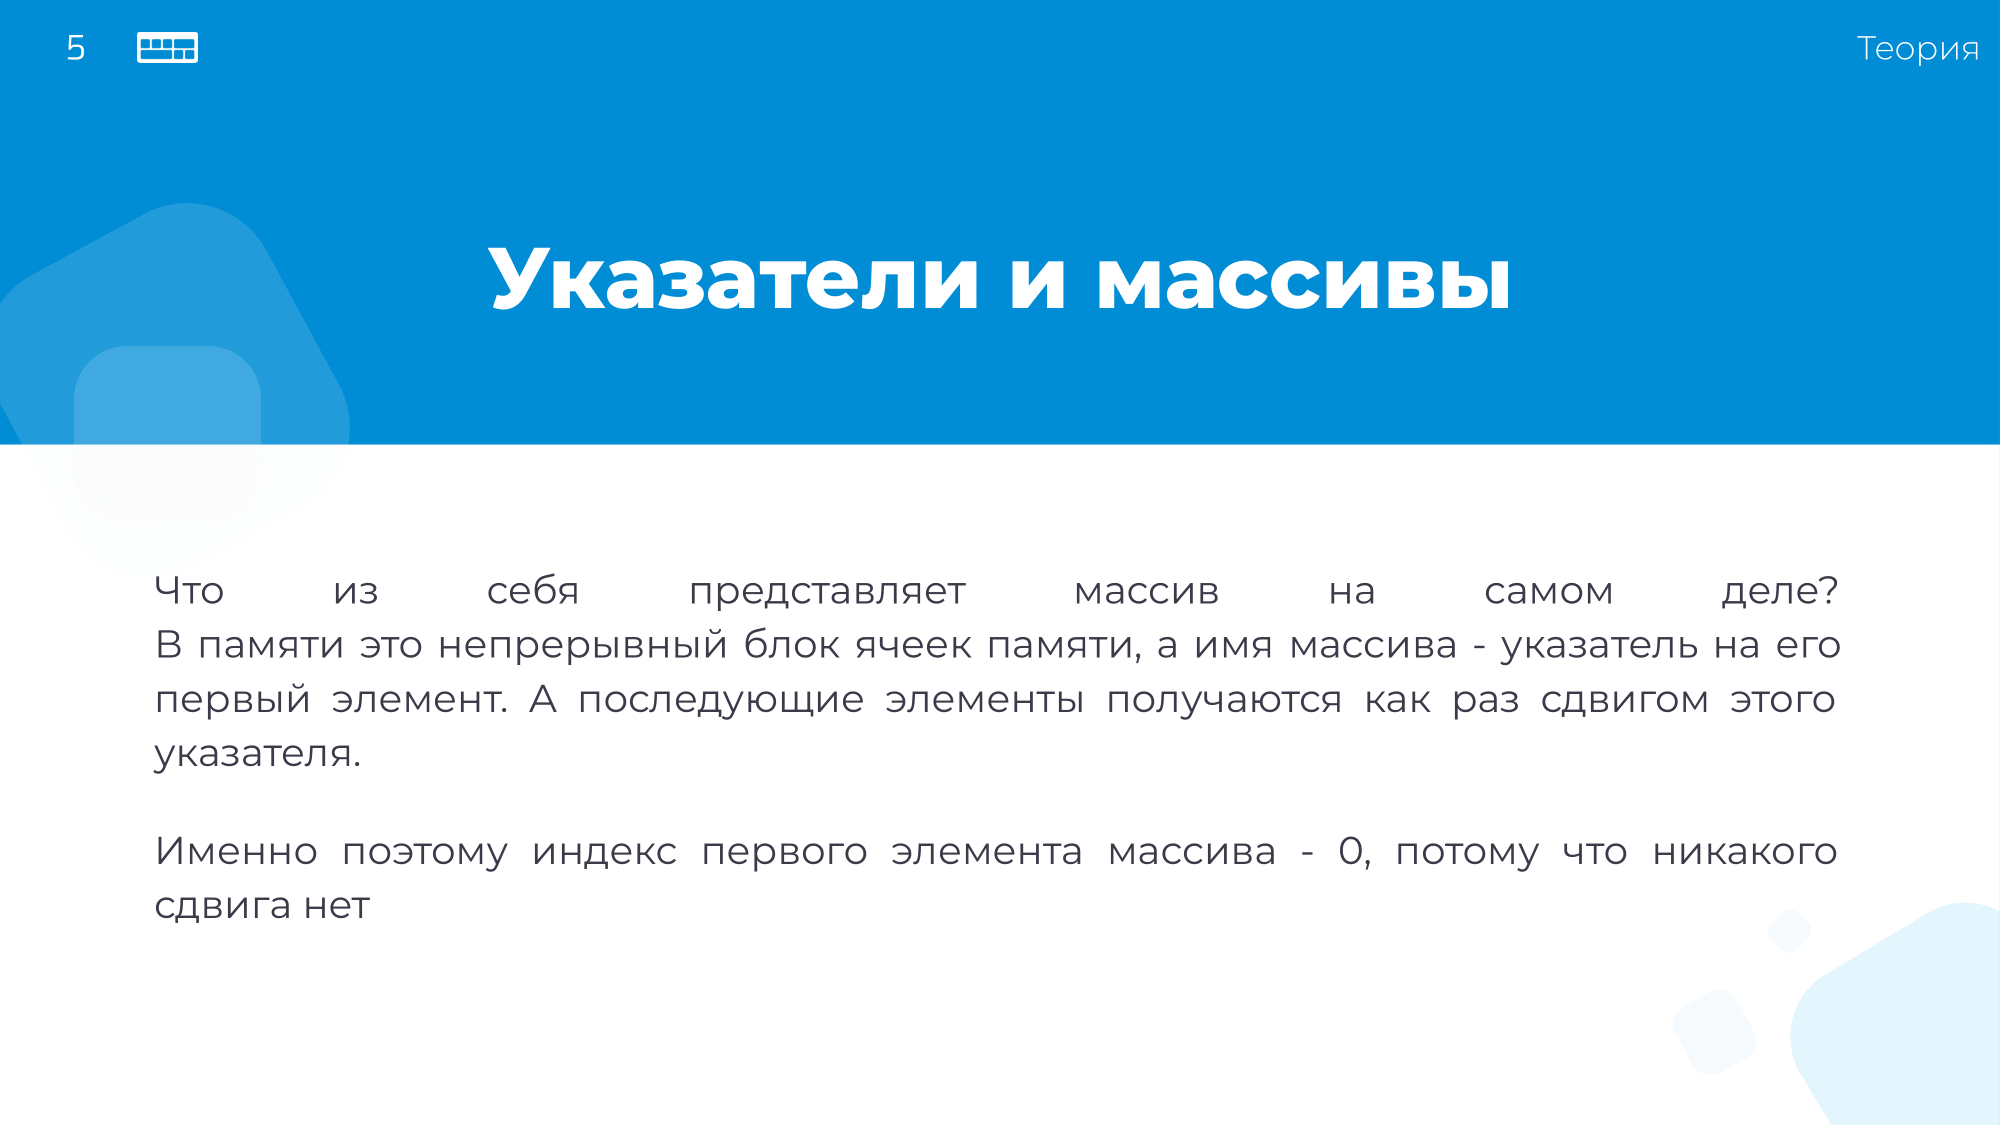 5
Теория
Указатели и массивы
Что из себя представляет массив на самом деле?
В памяти это непрерывный блок ячеек памяти, а имя массива - указатель на его
первый элемент. А последующие элементы получаются как раз сдвигом этого
указателя.
Именно поэтому индекс первого элемента массива - 0, потому что никакого
сдвига нет